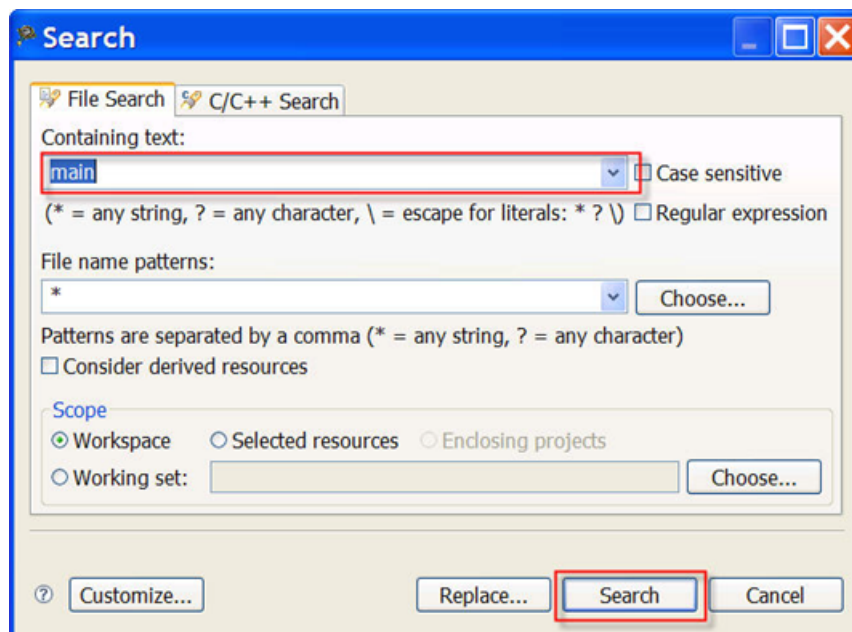 Search
File Search C/C++ Search
Containing text:
main Case sensitive
(* = any string, ? = any character, \ = escape for literals: * ? \) Regular expression
File name patterns:
* Choose...
Patterns are separated by a comma (* = any string, ? = any character)
Consider derived resources
Scope
Workspace Selected resources Enclosing projects
Working set: Choose...
? Customize... Replace... Search Cancel